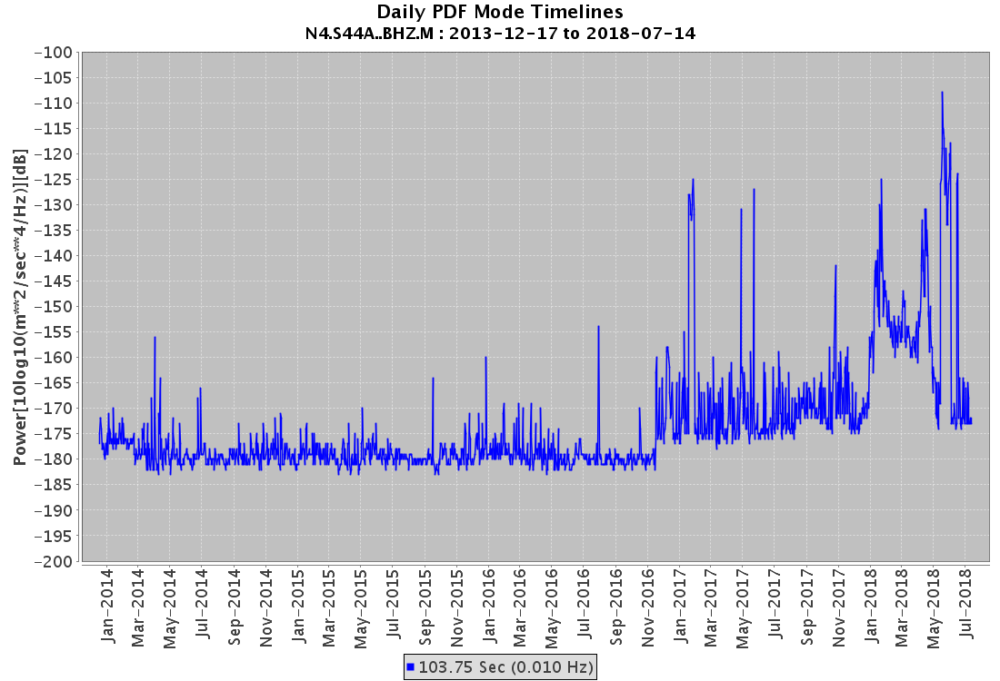 Daily PDF Mode Timelines
N4.S44A..BHZ.M : 2013-12-17 to 2018-07-14
Power[10log10(m**2/sec**4/Hz)][dB]
-100
-105
-110
-115
-120
-125
-130
-135
-140
-145
-150
-155
-160
-165
-170
-175
-180
-185
-190
-195
-200
Jan-2014
Mar-2014
May-2014
Jul-2014
Sep-2014
Nov-2014
Jan-2015
Mar-2015
May-2015
Jul-2015
Sep-2015
Nov-2015
Jan-2016
Mar-2016
May-2016
Jul-2016
Sep-2016
Nov-2016
Jan-2017
Mar-2017
May-2017
Jul-2017
Sep-2017
Nov-2017
Jan-2018
Mar-2018
May-2018
Jul-2018
103.75 Sec (0.010 Hz)